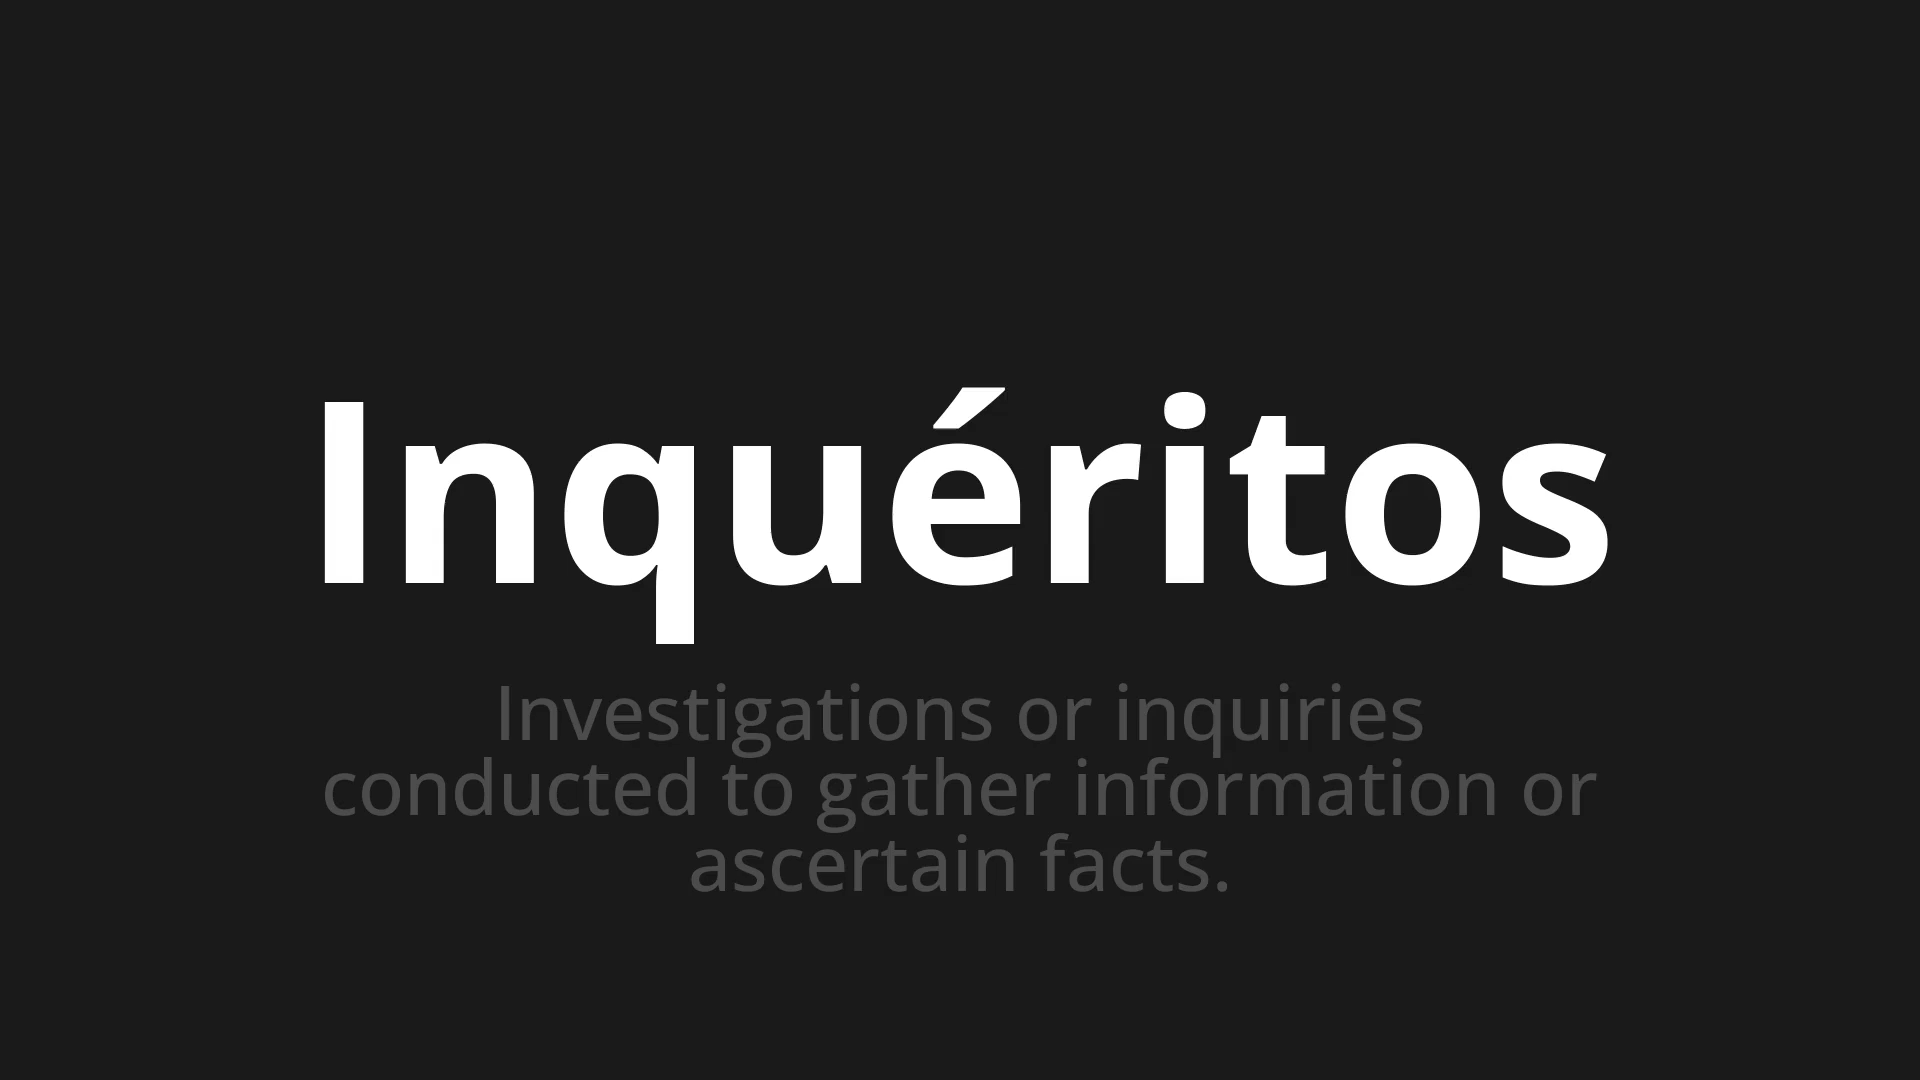 Inquéritos
Investigations or inquiries
conducted to gather information or
ascertain facts.